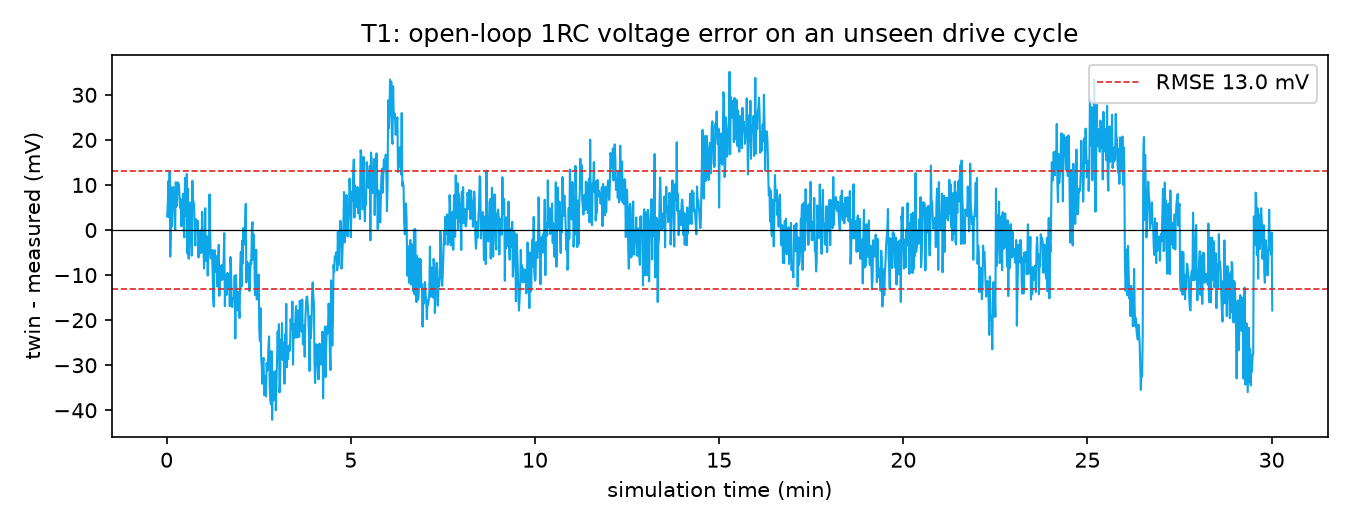 T1: open-loop 1RC voltage error on an unseen drive cycle
RMSE 13.0 mV
twin - measured (mV)
30
20
10
0
−10
−20
−30
−40
0 5 10 15 20 25 30
simulation time (min)